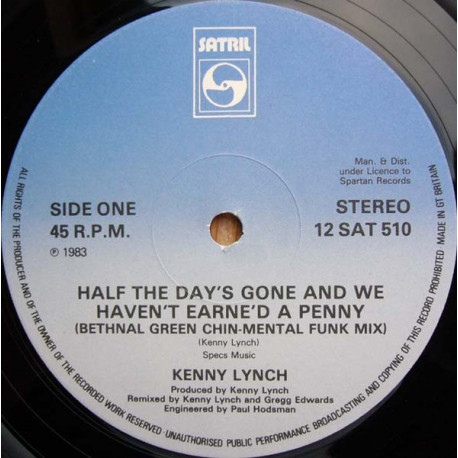 SATRIL
Man. & Dist.
under Licence to
Spartan Records
SIDE ONE
45 R.P.M.
℗ 1983
STEREO
12 SAT 510
HALF THE DAY'S GONE AND WE
HAVEN'T EARNE'D A PENNY
(BETHNAL GREEN CHIN-MENTAL FUNK MIX)
(Kenny Lynch)
Specs Music
KENNY LYNCH
Produced by Kenny Lynch
Remixed by Kenny Lynch and Gregg Edwards
Engineered by Paul Hodsman
ALL RIGHTS OF THE PRODUCER AND OF THE OWNER OF THE RECORDED WORK RESERVED · UNAUTHORISED PUBLIC PERFORMANCE BROADCASTING AND COPYING OF THIS RECORD PROHIBITED MADE IN GT BRITAIN